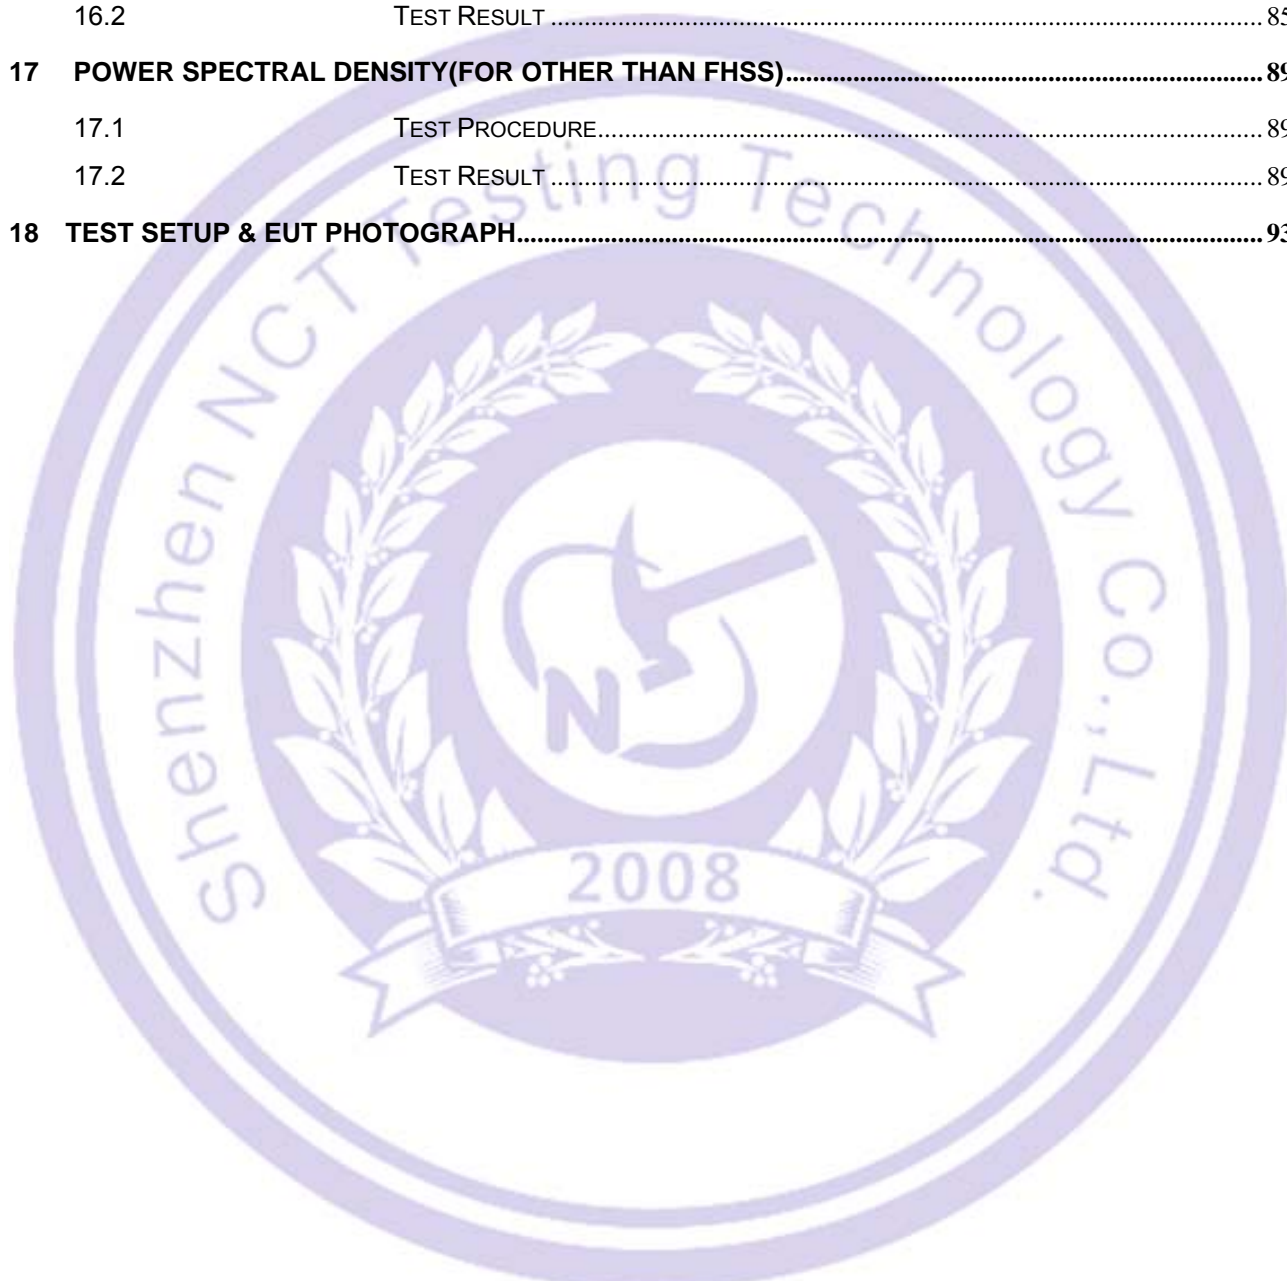 16.2 TEST RESULT ........ 85
17 POWER SPECTRAL DENSITY(FOR OTHER THAN FHSS) ........ 89
17.1 TEST PROCEDURE ........ 89
17.2 TEST RESULT ........ 89
18 TEST SETUP & EUT PHOTOGRAPH ........ 93
Shenzhen NCT Testing Technology Co.,Ltd.
N
2008